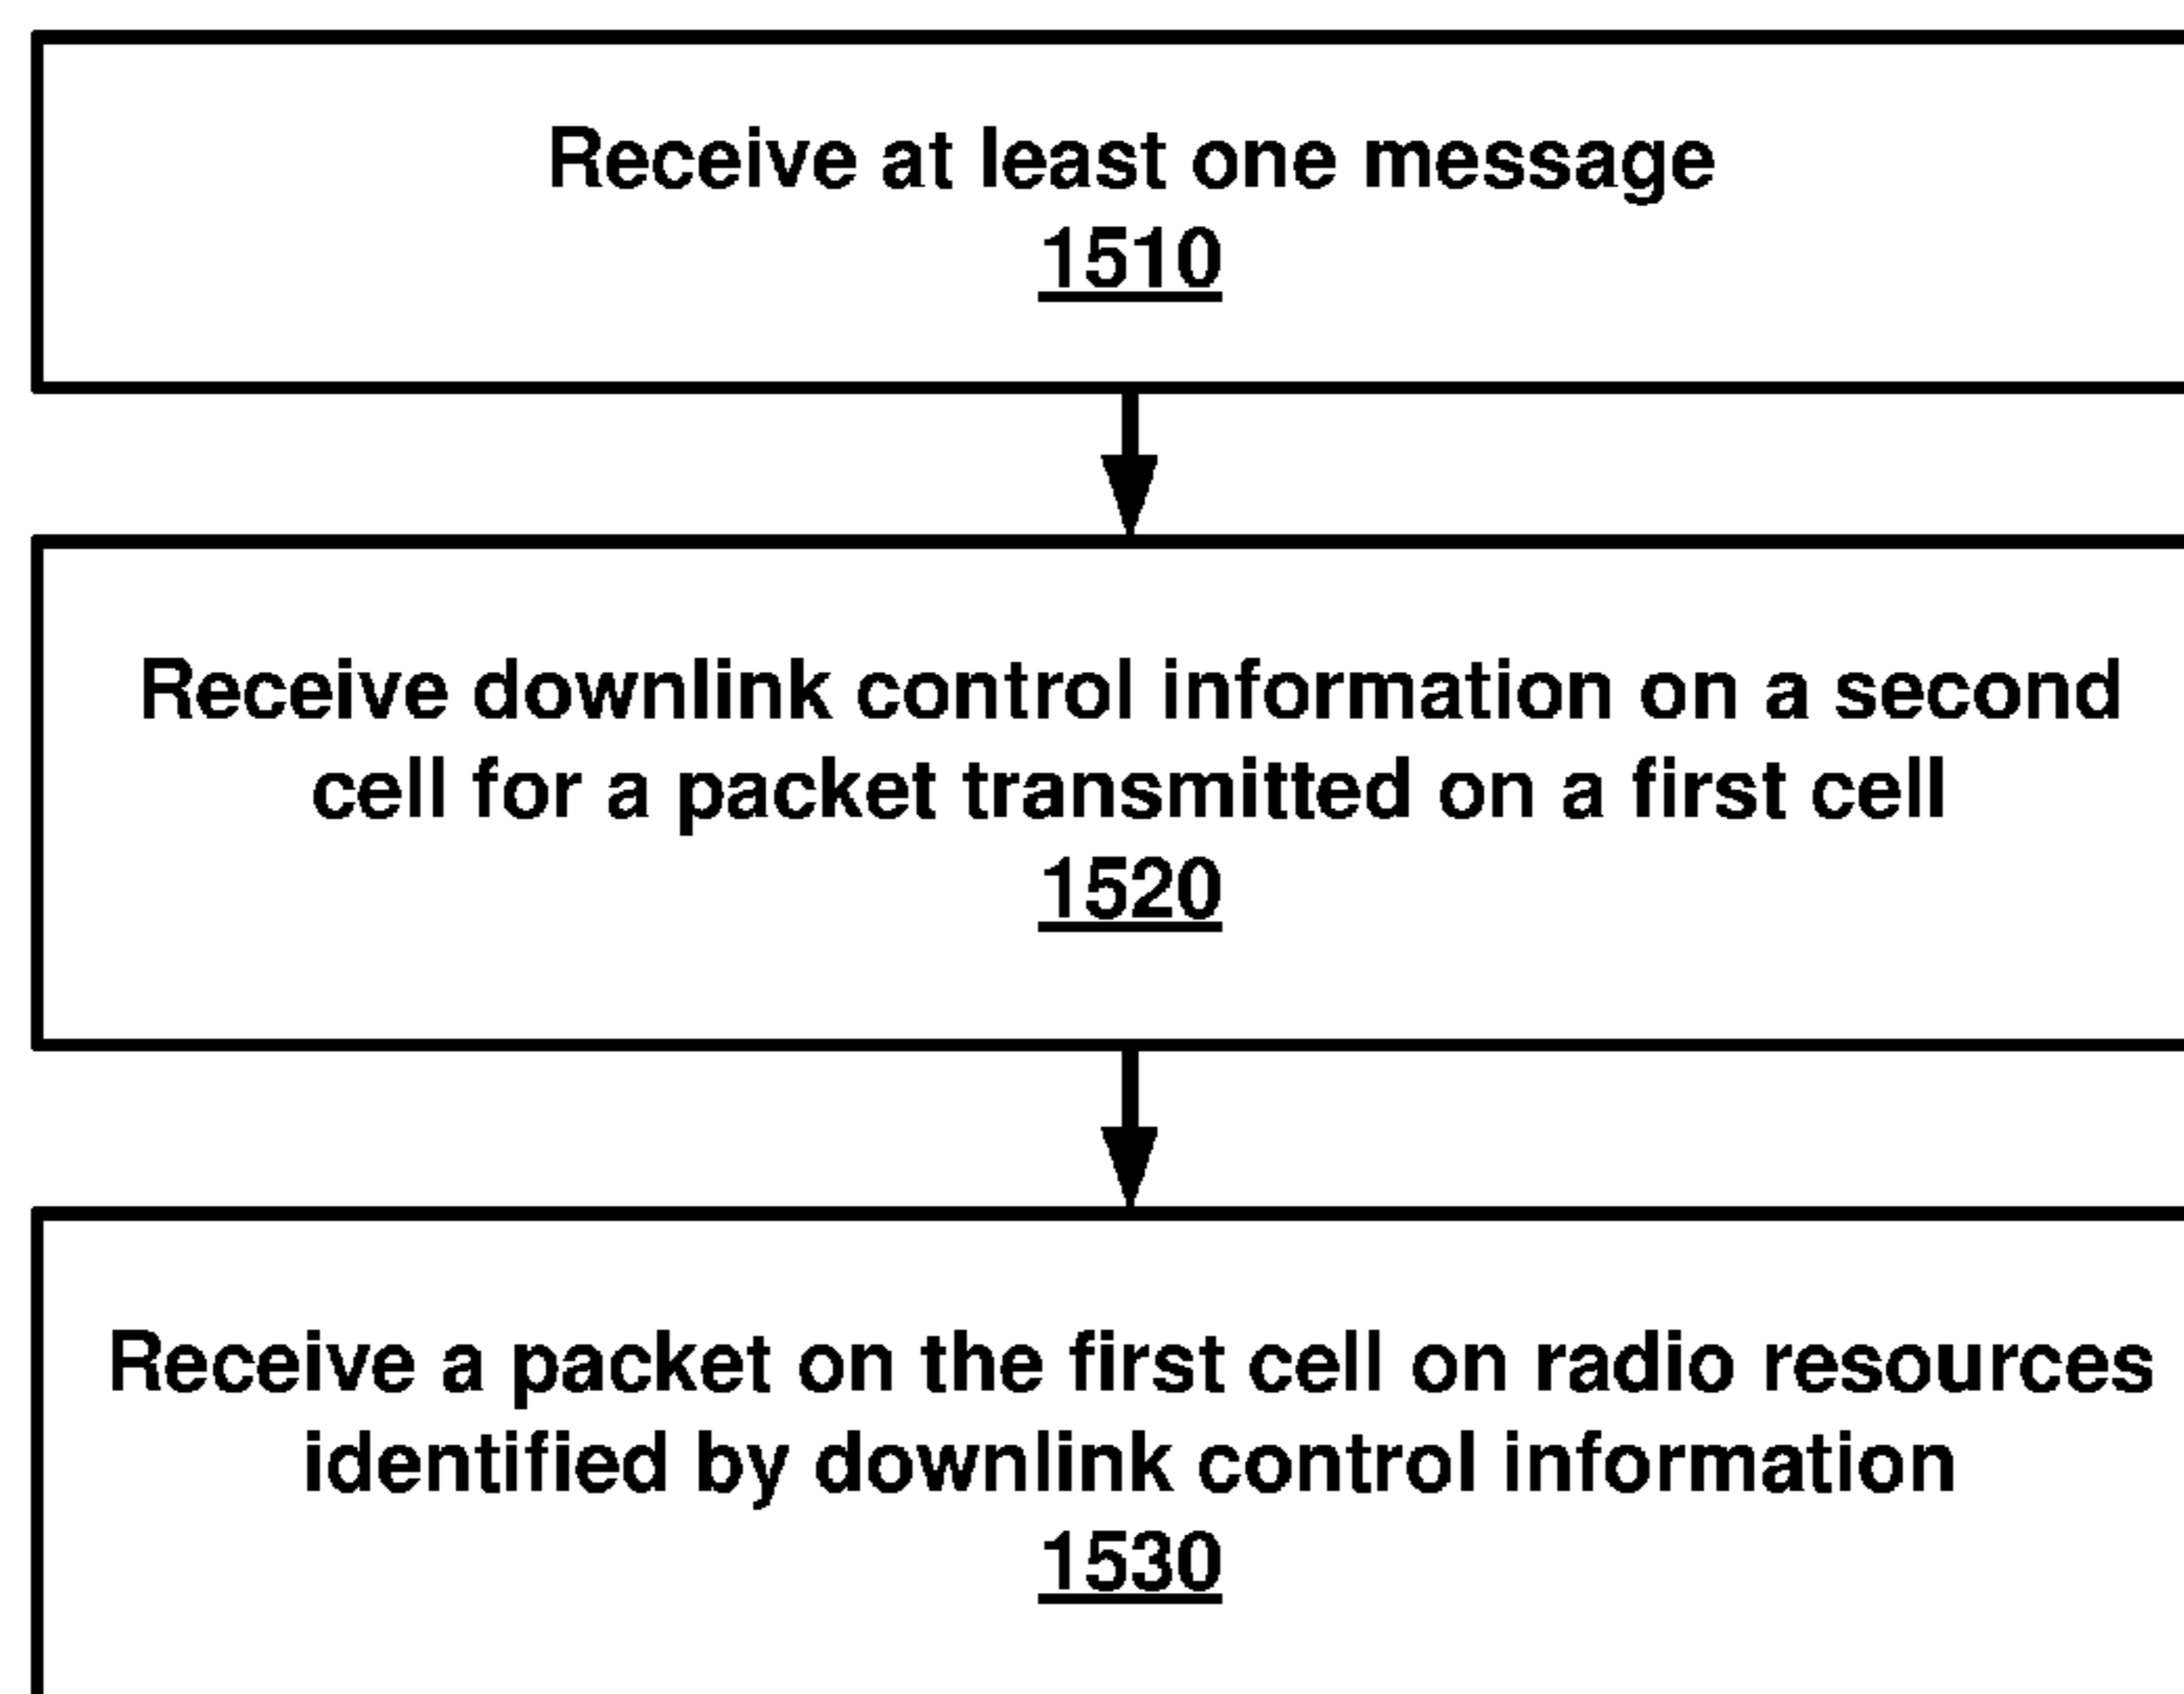 Receive at least one message
1510
Receive downlink control information on a second
cell for a packet transmitted on a first cell
1520
Receive a packet on the first cell on radio resources
identified by downlink control information
1530